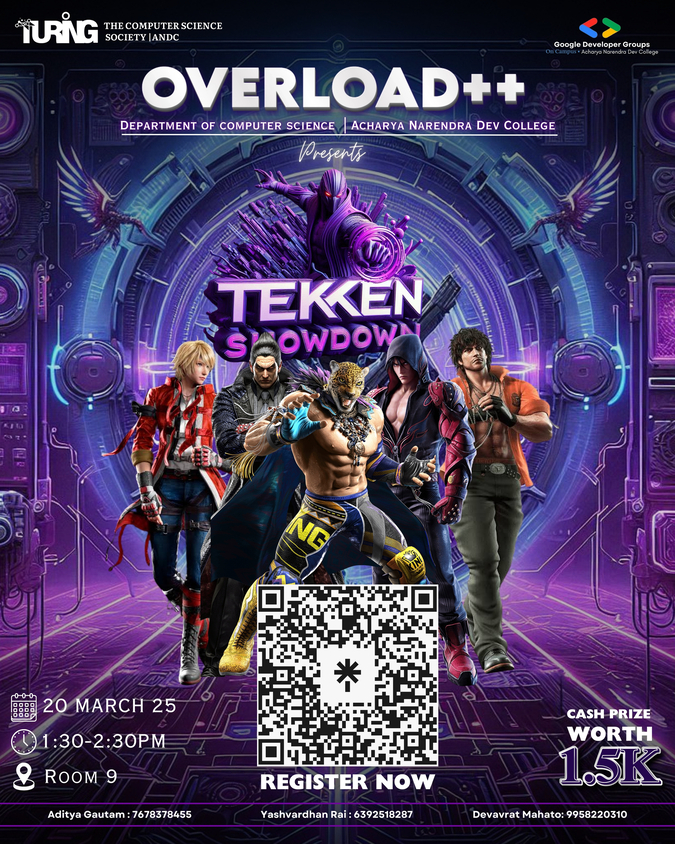 TURING
THE COMPUTER SCIENCE
SOCIETY | ANDC
Google Developer Groups
On Campus • Acharya Narendra Dev College
OVERLOAD++
DEPARTMENT OF COMPUTER SCIENCE | ACHARYA NARENDRA DEV COLLEGE
Presents
TEKKEN
SHOWDOWN
NG
20 MARCH 25
1:30-2:30PM
ROOM 9
REGISTER NOW
CASH PRIZE
WORTH
1.5K
Aditya Gautam : 7678378455
Yashvardhan Rai : 6392518287
Devavrat Mahato: 9958220310